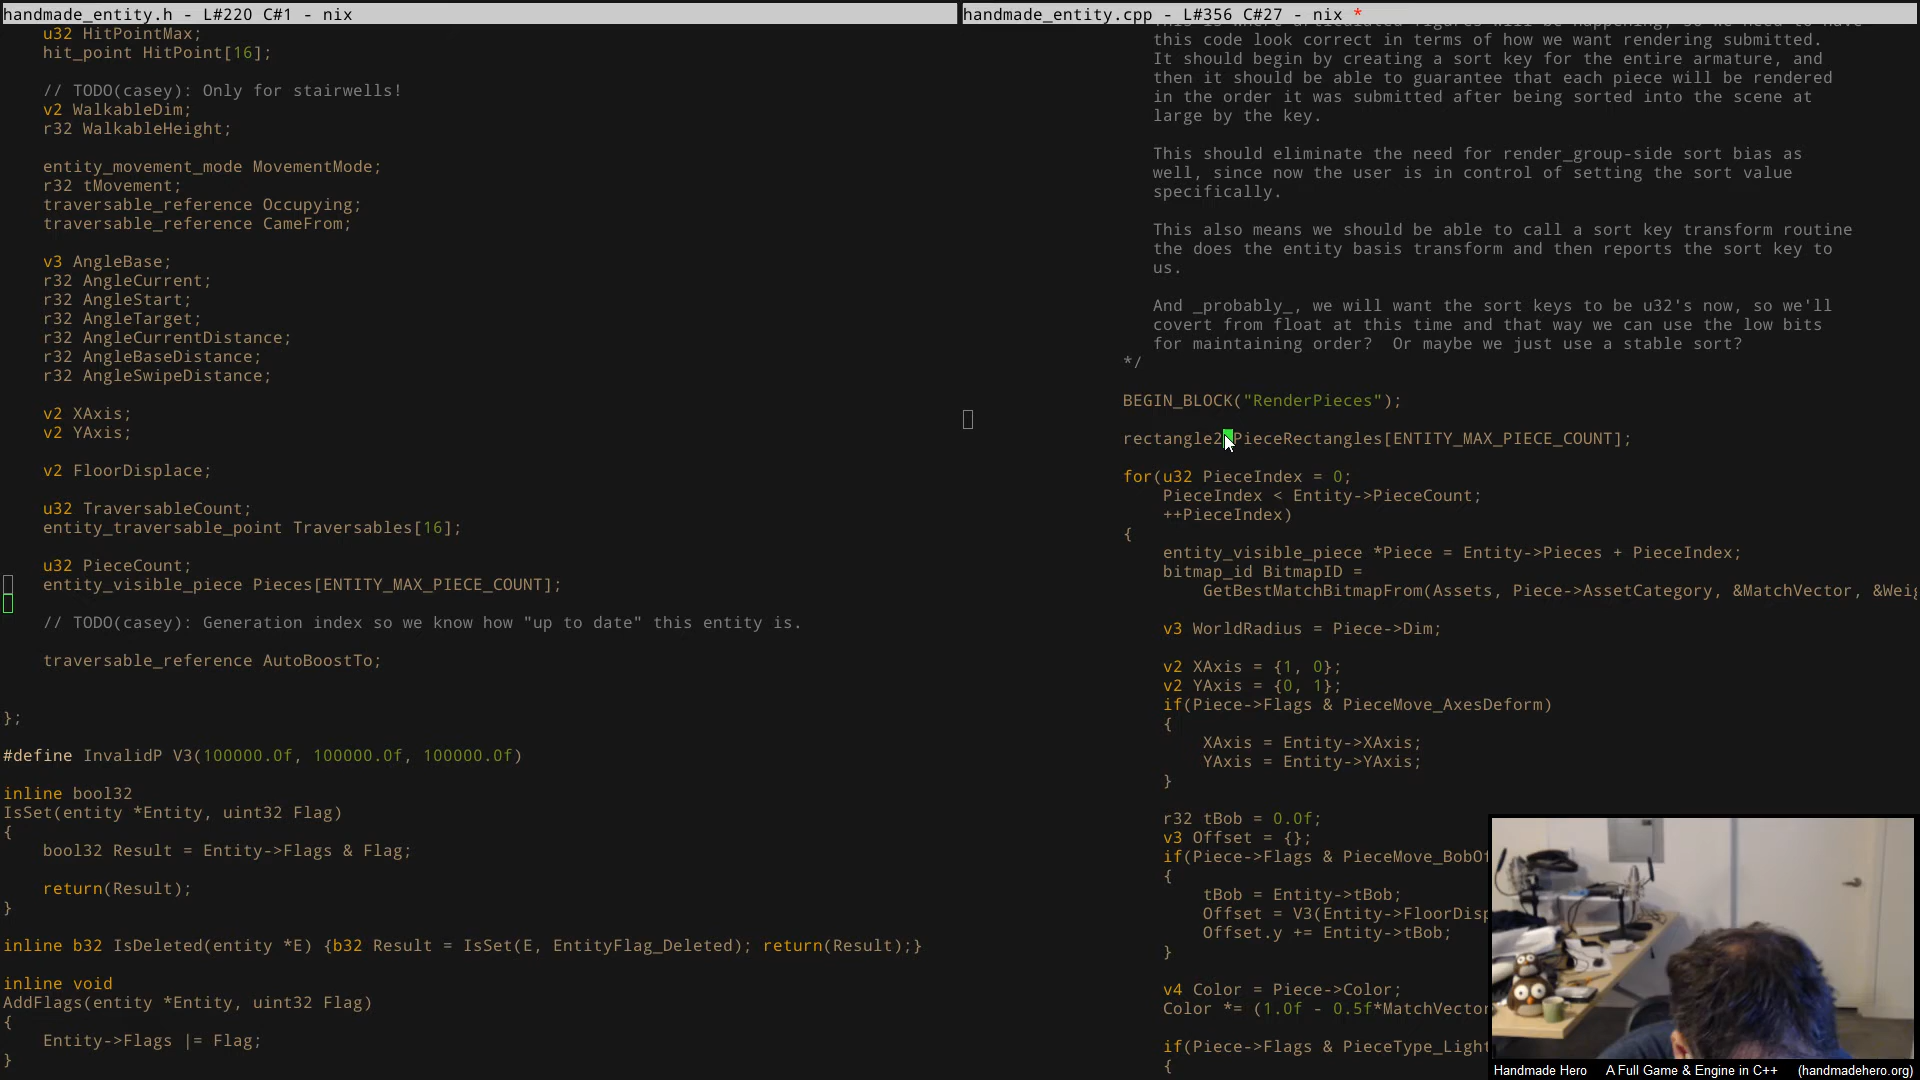 handmade_entity.h - L#220 C#1 - nix
u32 HitPointMax;
hit_point HitPoint[16];
// TODO(casey): Only for stairwells!
v2 WalkableDim;
r32 WalkableHeight;
entity_movement_mode MovementMode;
r32 tMovement;
traversable_reference Occupying;
traversable_reference CameFrom;
v3 AngleBase;
r32 AngleCurrent;
r32 AngleStart;
r32 AngleTarget;
r32 AngleCurrentDistance;
r32 AngleBaseDistance;
r32 AngleSwipeDistance;
v2 XAxis;
v2 YAxis;
v2 FloorDisplace;
u32 TraversableCount;
entity_traversable_point Traversables[16];
u32 PieceCount;
entity_visible_piece Pieces[ENTITY_MAX_PIECE_COUNT];
// TODO(casey): Generation index so we know how "up to date" this entity is.
traversable_reference AutoBoostTo;
};
#define InvalidP V3(100000.0f, 100000.0f, 100000.0f)
inline bool32
IsSet(entity *Entity, uint32 Flag)
{
bool32 Result = Entity->Flags & Flag;
return(Result);
}
inline b32 IsDeleted(entity *E) {b32 Result = IsSet(E, EntityFlag_Deleted); return(Result);}
inline void
AddFlags(entity *Entity, uint32 Flag)
{
Entity->Flags |= Flag;
}
handmade_entity.cpp - L#356 C#27 - nix *
this code look correct in terms of how we want rendering submitted.
It should begin by creating a sort key for the entire armature, and
then it should be able to guarantee that each piece will be rendered
in the order it was submitted after being sorted into the scene at
large by the key.
This should eliminate the need for render_group-side sort bias as
well, since now the user is in control of setting the sort value
specifically.
This also means we should be able to call a sort key transform routine
the does the entity basis transform and then reports the sort key to
us.
And _probably_, we will want the sort keys to be u32's now, so we'll
covert from float at this time and that way we can use the low bits
for maintaining order?  Or maybe we just use a stable sort?
*/
BEGIN_BLOCK("RenderPieces");
rectangle2 PieceRectangles[ENTITY_MAX_PIECE_COUNT];
for(u32 PieceIndex = 0;
PieceIndex < Entity->PieceCount;
++PieceIndex)
{
entity_visible_piece *Piece = Entity->Pieces + PieceIndex;
bitmap_id BitmapID =
GetBestMatchBitmapFrom(Assets, Piece->AssetCategory, &MatchVector, &Weig
v3 WorldRadius = Piece->Dim;
v2 XAxis = {1, 0};
v2 YAxis = {0, 1};
if(Piece->Flags & PieceMove_AxesDeform)
{
XAxis = Entity->XAxis;
YAxis = Entity->YAxis;
}
r32 tBob = 0.0f;
v3 Offset = {};
if(Piece->Flags & PieceMove_BobOf
{
tBob = Entity->tBob;
Offset = V3(Entity->FloorDisp
Offset.y += Entity->tBob;
}
v4 Color = Piece->Color;
Color *= (1.0f - 0.5f*MatchVector
if(Piece->Flags & PieceType_Light
{
Handmade Hero
A Full Game & Engine in C++
(handmadehero.org)